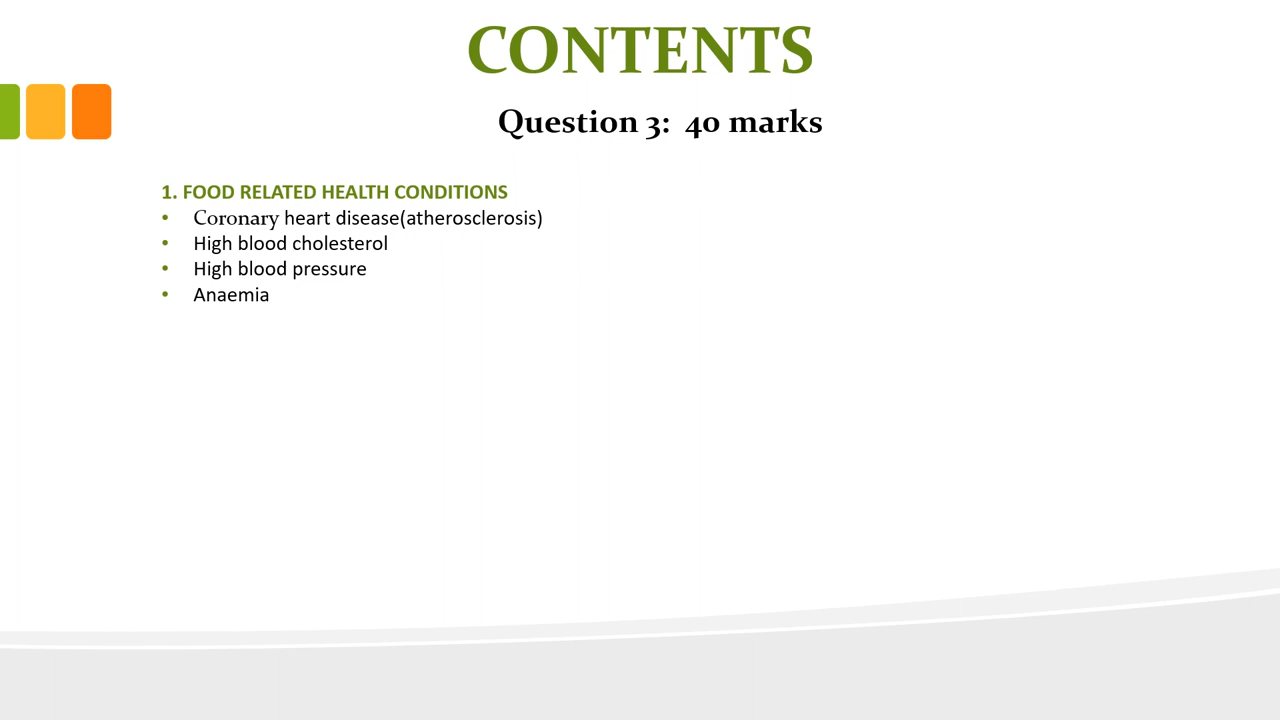 CONTENTS
Question 3: 40 marks
1. FOOD RELATED HEALTH CONDITIONS
• Coronary heart disease(atherosclerosis)
• High blood cholesterol
• High blood pressure
• Anaemia